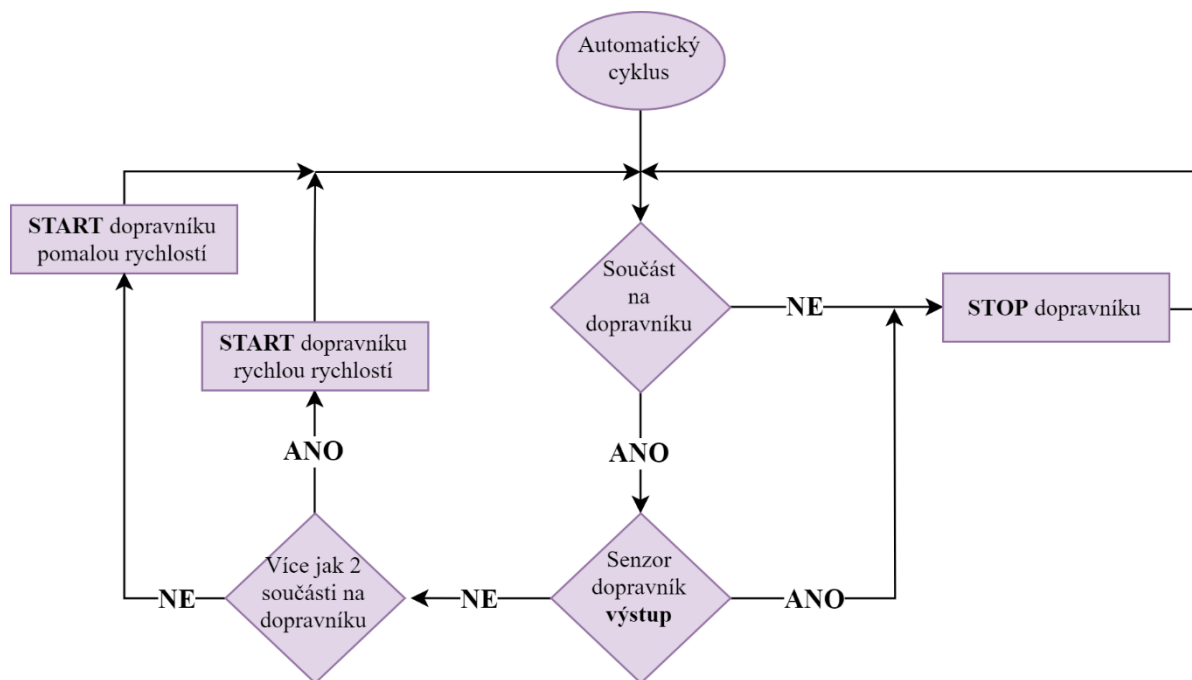 Automatický
cyklus
START dopravníku
pomalou rychlostí
Součást
na
dopravníku
NE
STOP dopravníku
START dopravníku
rychlou rychlostí
ANO
ANO
Více jak 2
součásti na
dopravníku
Senzor
dopravník
výstup
NE
NE
ANO